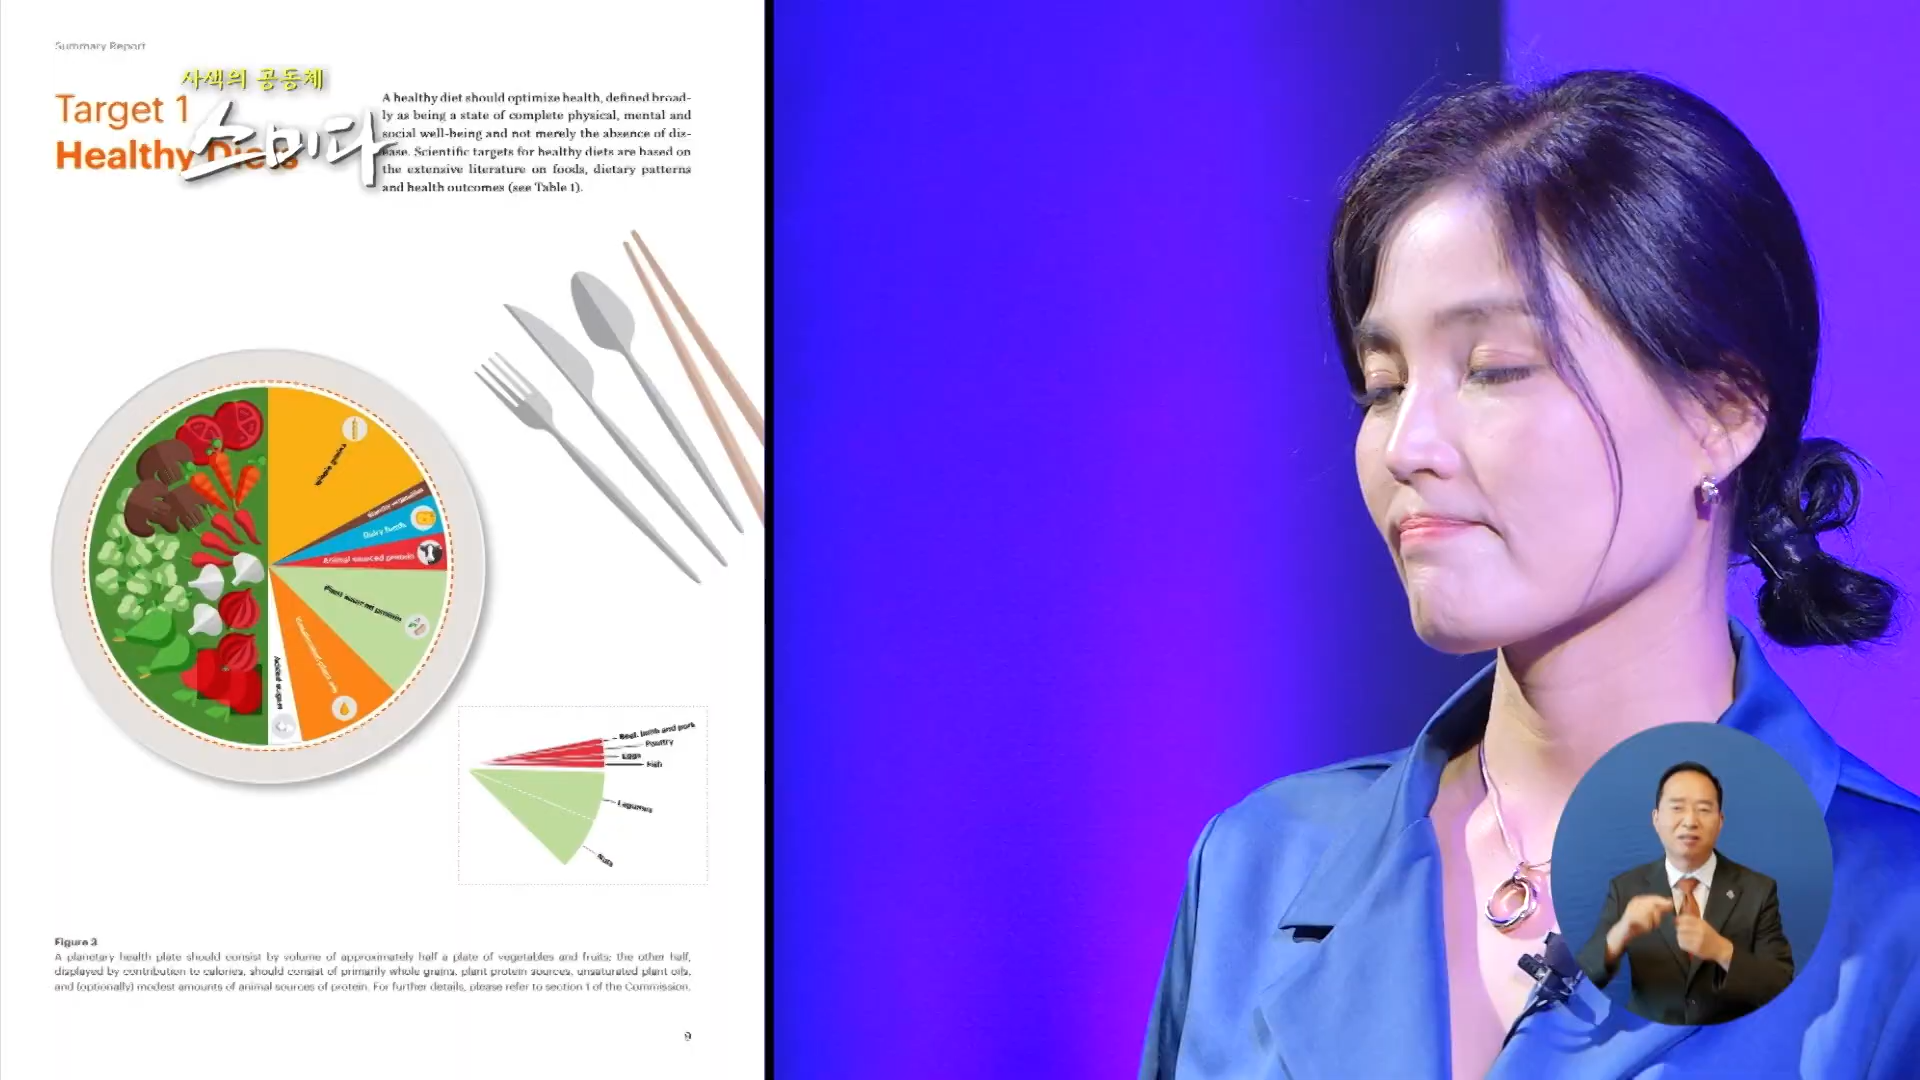 Summary Report
사색의 공동체
스미다
Target 1
Healthy Diets
A healthy diet should optimize health, defined broad-
ly as being a state of complete physical, mental and
social well-being and not merely the absence of dis-
ease. Scientific targets for healthy diets are based on
the extensive literature on foods, dietary patterns
and health outcomes (see Table 1).
Whole grains
Starchy vegetables
Dairy foods
Animal sourced protein
Plant sourced protein
Unsaturated plant oils
Added sugars
Beef, lamb and pork
Poultry
Eggs
Fish
Legumes
Nuts
Figure 3
A planetary health plate should consist by volume of approximately half a plate of vegetables and fruits; the other half,
displayed by contribution to calories, should consist of primarily whole grains, plant protein sources, unsaturated plant oils,
and (optionally) modest amounts of animal sources of protein. For further details, please refer to section 1 of the Commission.
9